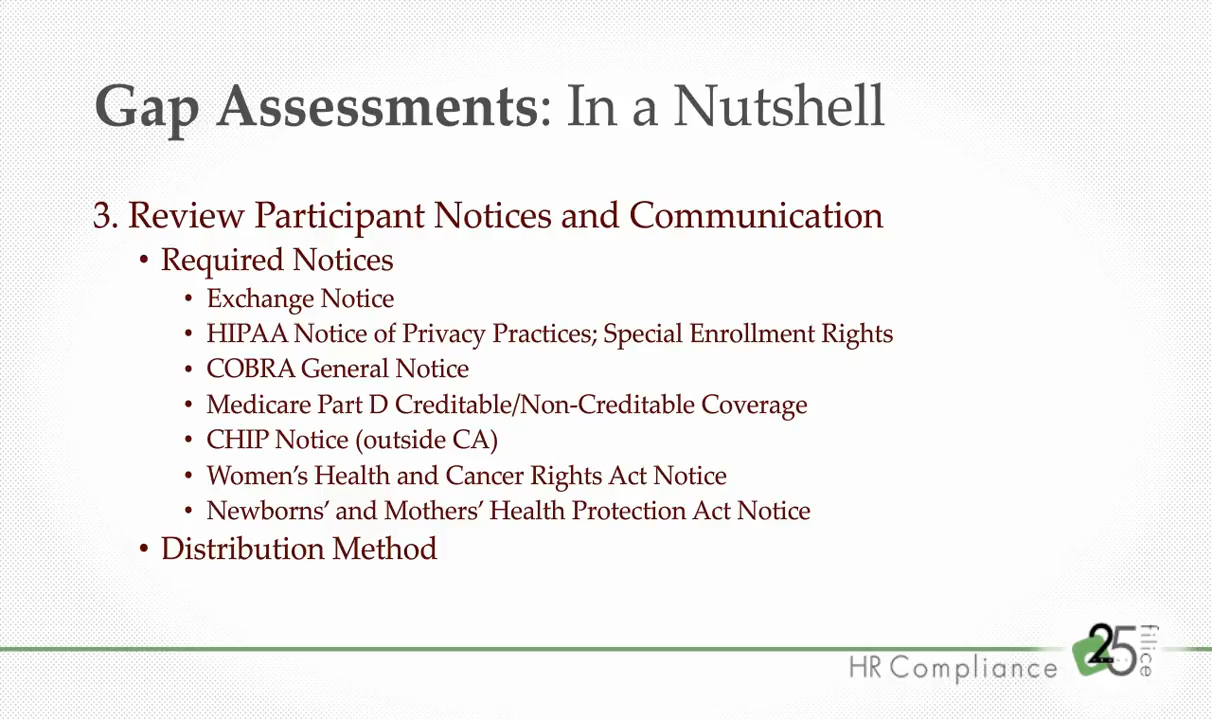 Gap Assessments: In a Nutshell
3. Review Participant Notices and Communication
• Required Notices
• Exchange Notice
• HIPAA Notice of Privacy Practices; Special Enrollment Rights
• COBRA General Notice
• Medicare Part D Creditable/Non-Creditable Coverage
• CHIP Notice (outside CA)
• Women’s Health and Cancer Rights Act Notice
• Newborns’ and Mothers’ Health Protection Act Notice
• Distribution Method
HR Compliance
25
filice